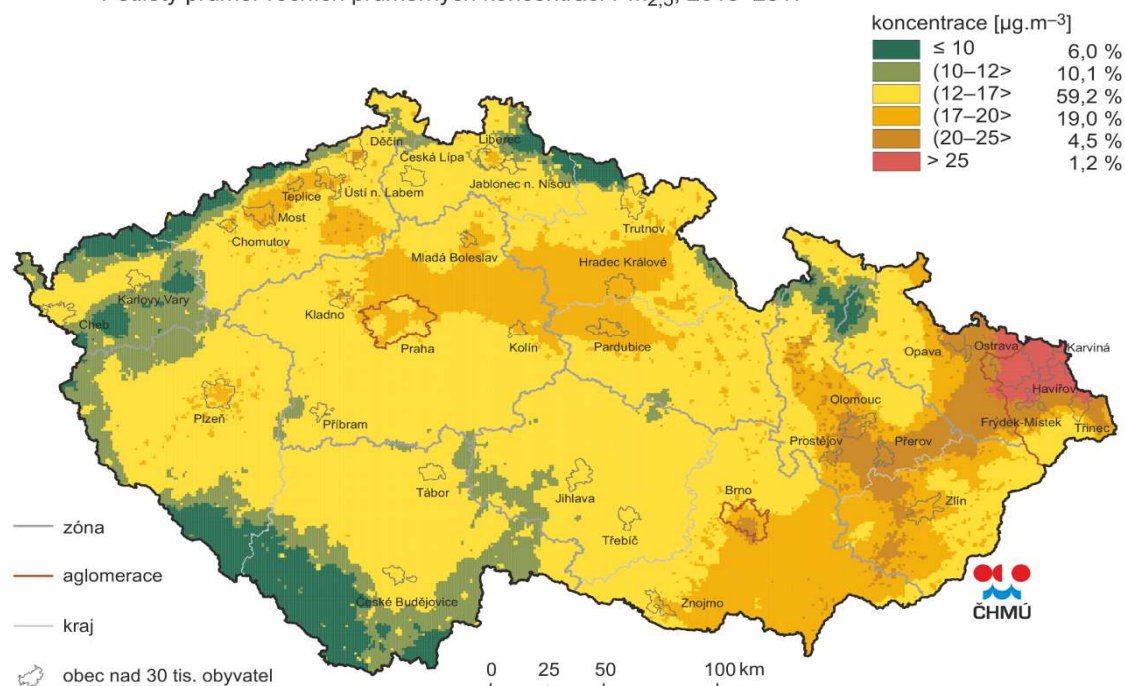 koncentrace [µg.m–3]
≤ 10 6,0 %
(10–12> 10,1 %
(12–17> 59,2 %
(17–20> 19,0 %
(20–25> 4,5 %
> 25 1,2 %
Děčín
Liberec
Česká Lípa
Jablonec n. Nisou
Teplice
Ústí n. Labem
Most
Trutnov
Chomutov
Mladá Boleslav
Hradec Králové
Karlovy Vary
Kladno
Cheb
Praha
Kolín
Pardubice
Opava
Ostrava
Karviná
Havířov
Plzeň
Příbram
Olomouc
Frýdek-Místek
Třinec
Prostějov
Přerov
Tábor
Jihlava
Brno
Zlín
Třebíč
České Budějovice
Znojmo
zóna
aglomerace
kraj
obec nad 30 tis. obyvatel
ČHMÚ
0 25 50 100 km